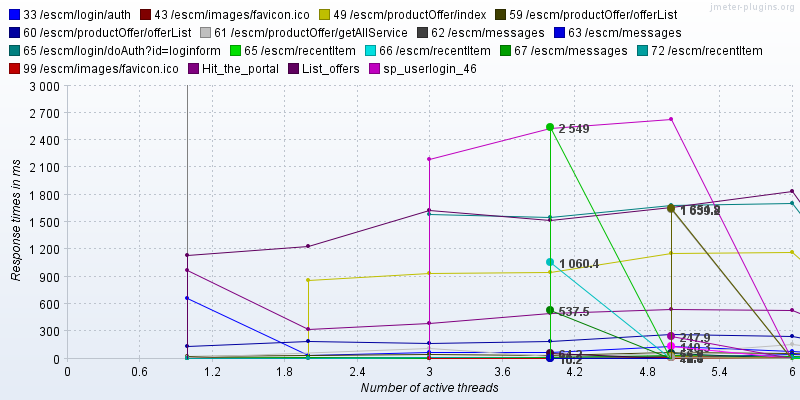 jmeter-plugins.org
33 /escm/login/auth 43 /escm/images/favicon.ico 49 /escm/productOffer/index 59 /escm/productOffer/offerList
60 /escm/productOffer/offerList 61 /escm/productOffer/getAllService 62 /escm/messages 63 /escm/messages
65 /escm/login/doAuth?id=loginform 65 /escm/recentItem 66 /escm/recentItem 67 /escm/messages 72 /escm/recentItem
99 /escm/images/favicon.ico Hit_the_portal List_offers sp_userlogin_46
3 000
2 700
2 400
2 100
1 800
1 500
1 200
900
600
300
0
Response times in ms
2 549
1 060.4
537.5
247.9
0 0.6 1.2 1.8 2.4 3 3.6 4.2 4.8 5.4 6
Number of active threads